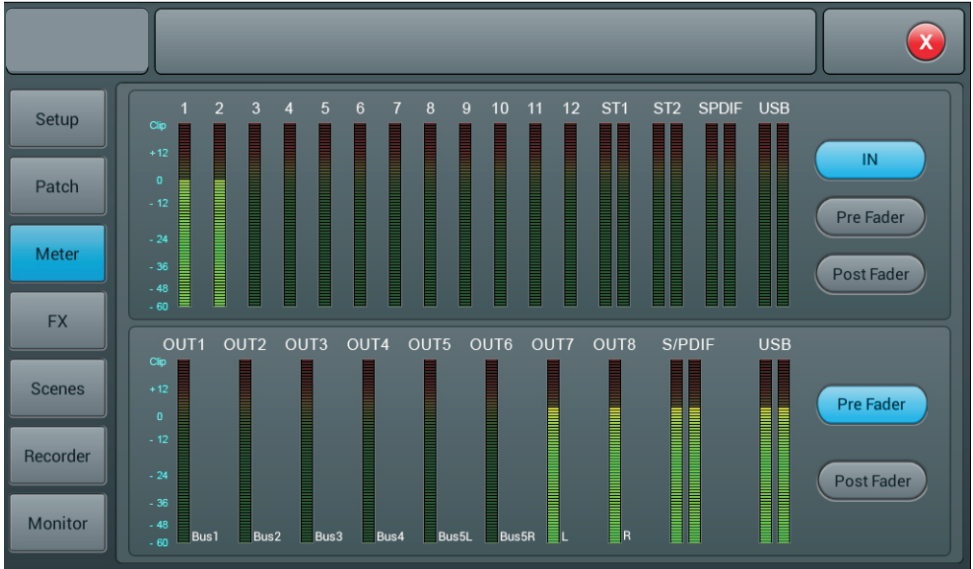 X
Setup
Patch
Meter
FX
Scenes
Recorder
Monitor
1 2 3 4 5 6 7 8 9 10 11 12 ST1 ST2 SPDIF USB
Clip
+12
0
- 12
- 24
- 36
- 48
- 60
IN
Pre Fader
Post Fader
OUT1 OUT2 OUT3 OUT4 OUT5 OUT6 OUT7 OUT8 S/PDIF USB
Clip
+12
0
- 12
- 24
- 36
- 48
- 60
Bus1 Bus2 Bus3 Bus4 Bus5L Bus5R L R
Pre Fader
Post Fader